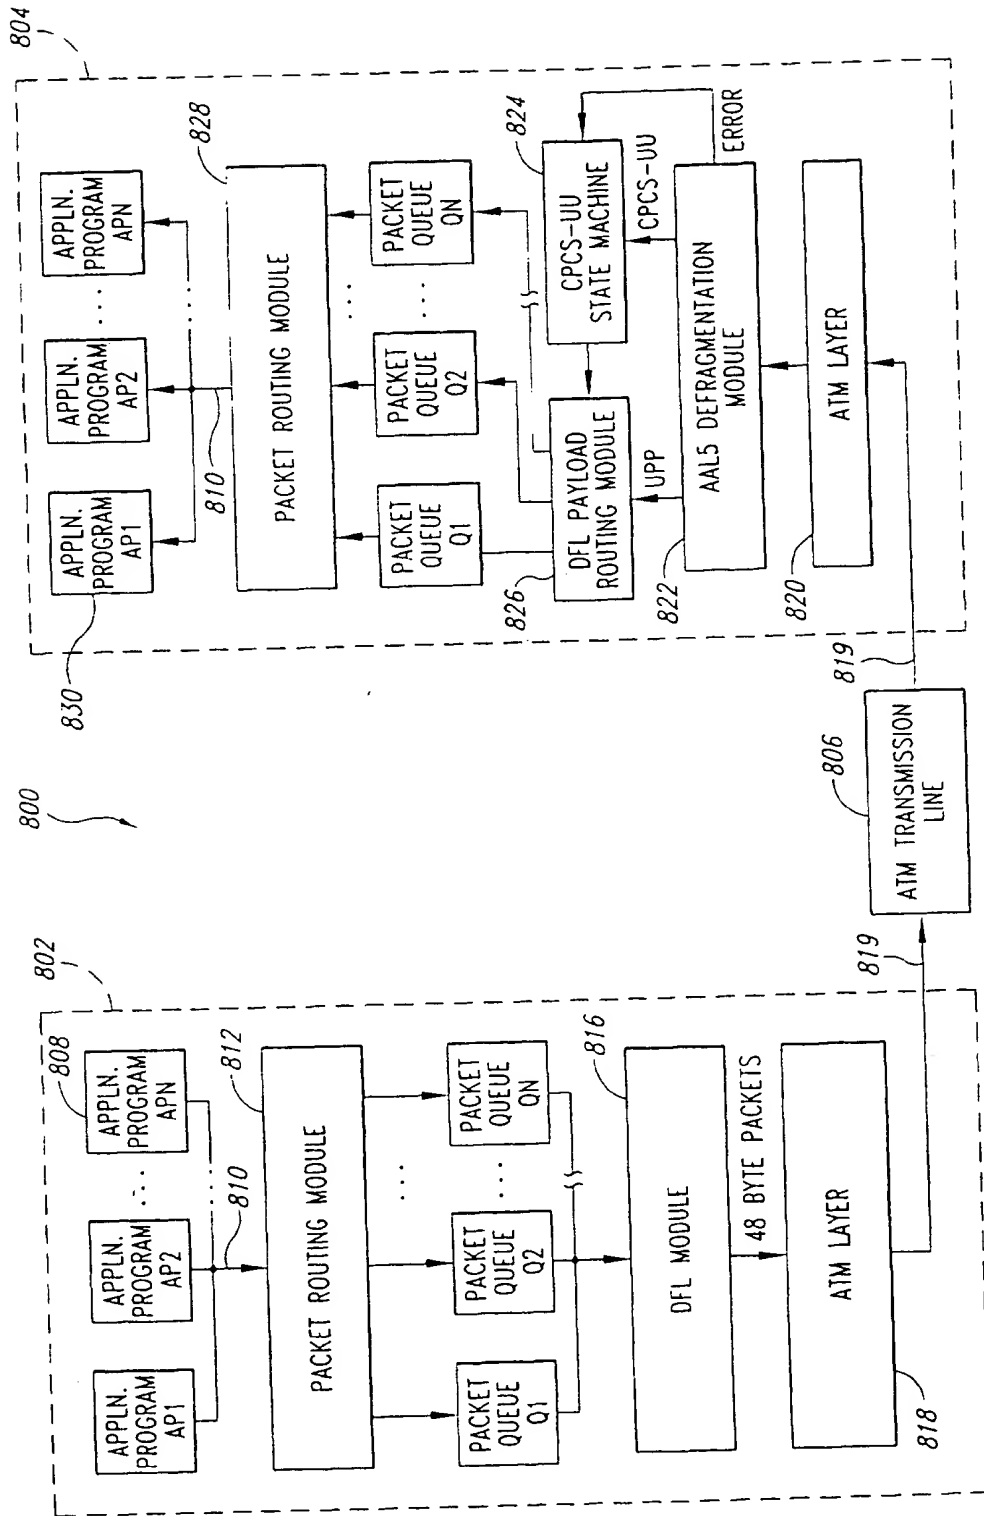 800
802
APPLN.
PROGRAM
AP1
APPLN.
PROGRAM
AP2
...
APPLN.
PROGRAM
APN
808
....
810
PACKET ROUTING MODULE
812
PACKET
QUEUE
Q1
PACKET
QUEUE
Q2
...
...
PACKET
QUEUE
QN
DFL MODULE
816
48 BYTE PACKETS
ATM LAYER
818
819
ATM TRANSMISSION
LINE
806
819
804
APPLN.
PROGRAM
AP1
830
APPLN.
PROGRAM
AP2
...
APPLN.
PROGRAM
APN
....
810
PACKET ROUTING MODULE
828
PACKET
QUEUE
Q1
PACKET
QUEUE
Q2
...
...
PACKET
QUEUE
QN
DFL PAYLOAD
ROUTING MODULE
826
CPCS-UU
STATE MACHINE
824
UPP
CPCS-UU
ERROR
AAL5 DEFRAGMENTATION
MODULE
822
ATM LAYER
820